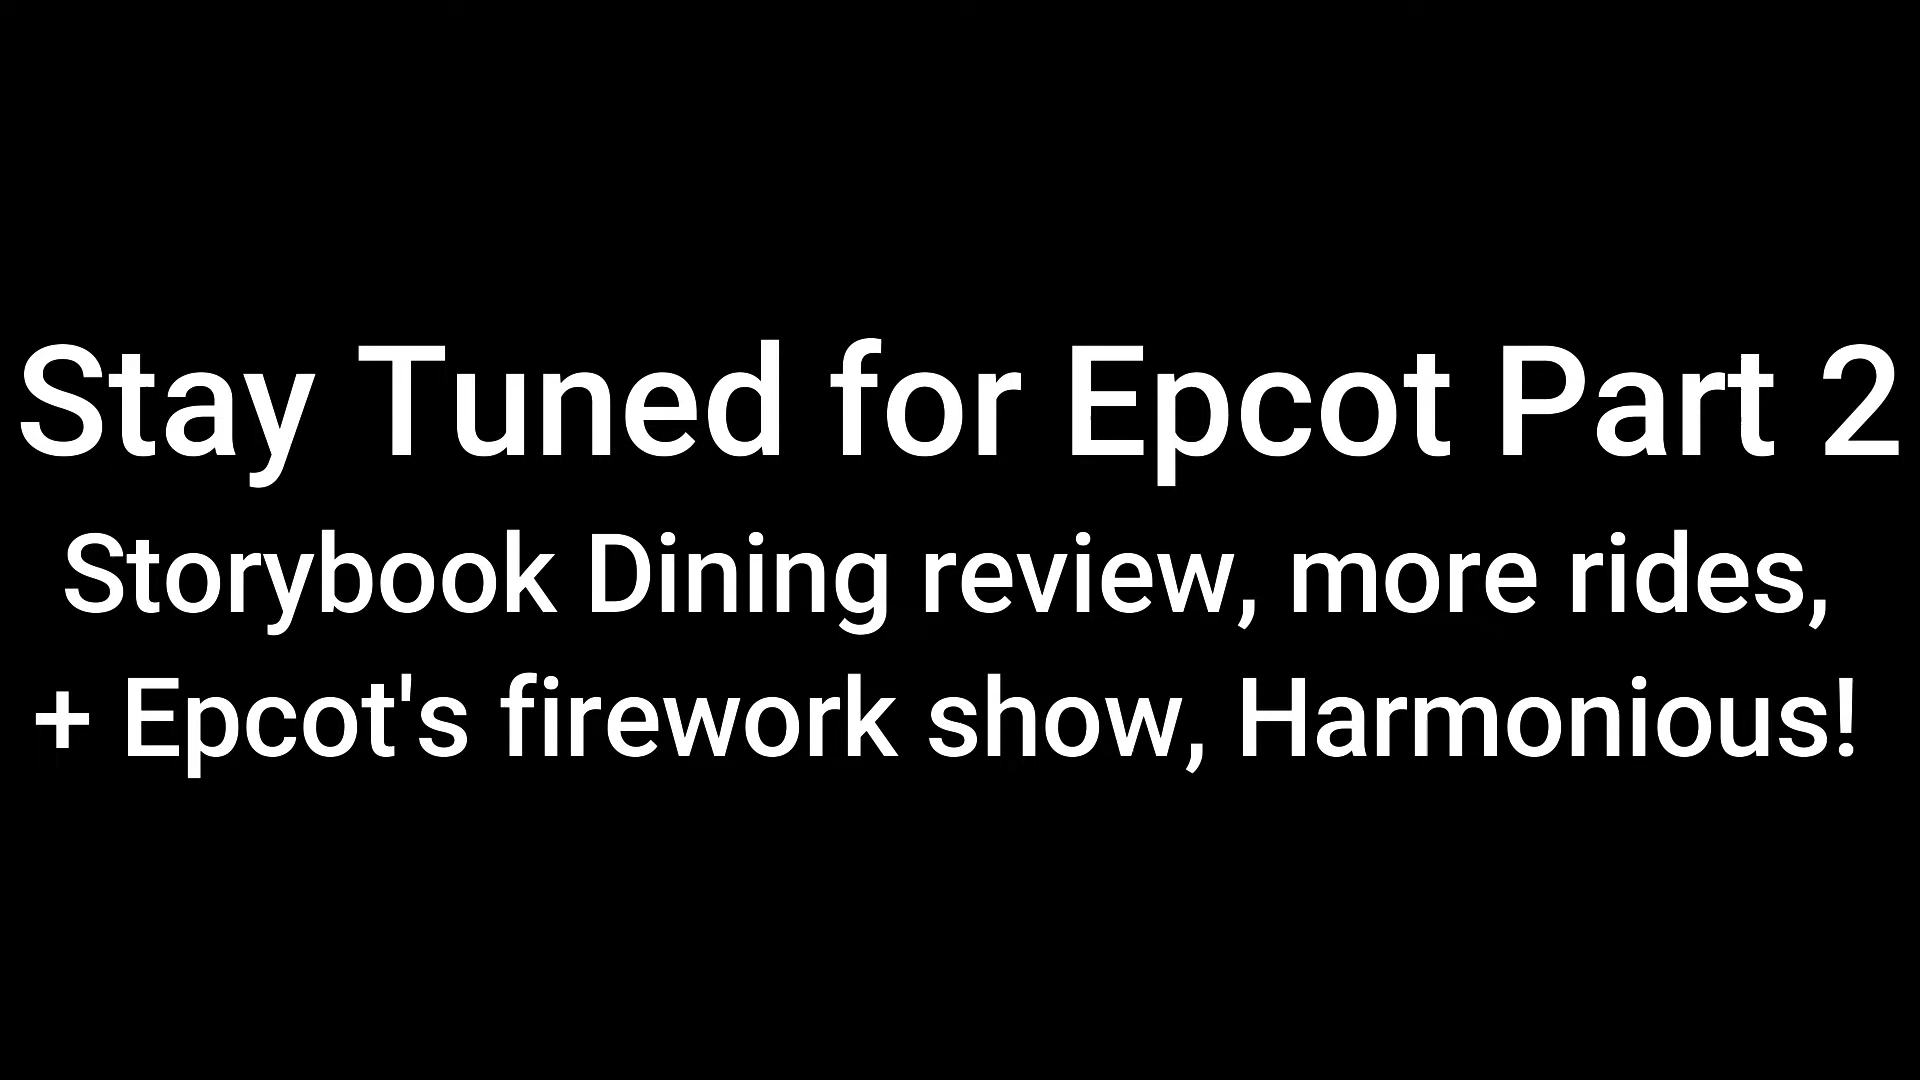 Stay Tuned for Epcot Part 2
Storybook Dining review, more rides,
+ Epcot's firework show, Harmonious!